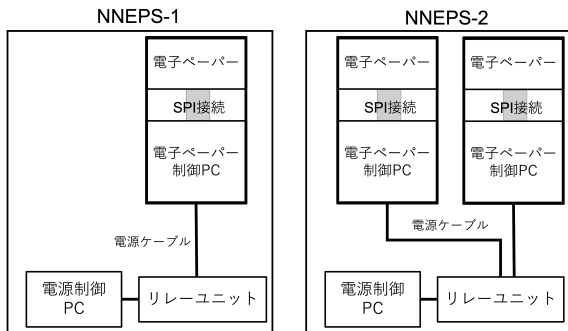 NNEPS-1
電子ペーパー
SPI接続
電子ペーパー
制御PC
電源ケーブル
電源制御
PC
リレーユニット
NNEPS-2
電子ペーパー
電子ペーパー
SPI接続
SPI接続
電子ペーパー
制御PC
電子ペーパー
制御PC
電源ケーブル
電源制御
PC
リレーユニット